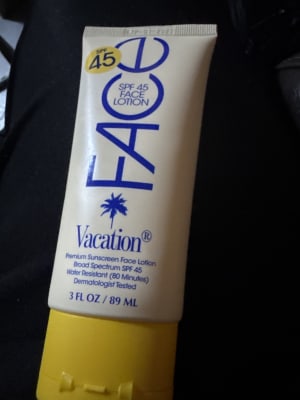 SPF
45
FACE
SPF 45
FACE
LOTION
Vacation®
Premium Sunscreen Face Lotion
Broad Spectrum SPF 45
Water Resistant (80 Minutes)
Dermatologist Tested
3 FL OZ / 89 ML